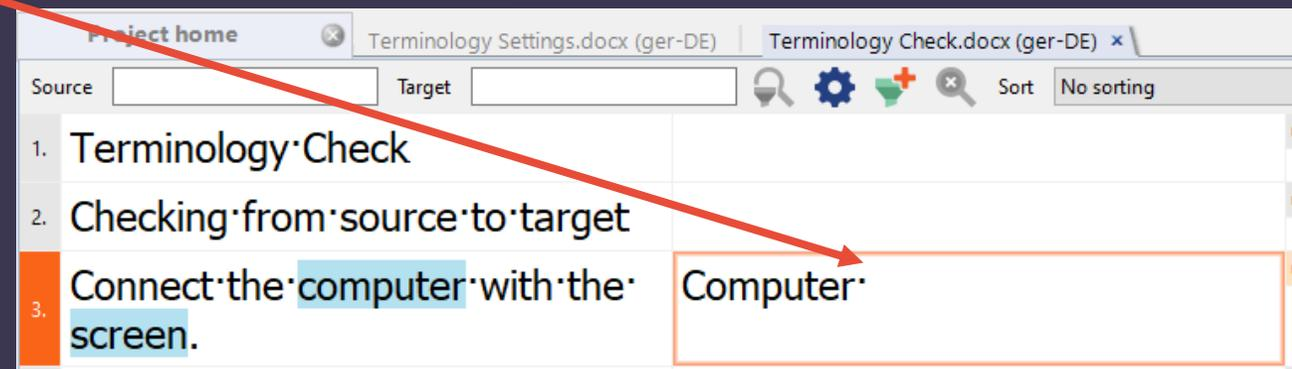 Project home
Terminology Settings.docx (ger-DE)
Terminology Check.docx (ger-DE)
Source
Target
Sort
No sorting
1. Terminology·Check
2. Checking·from·source·to·target
3. Connect·the·computer·with·the·
screen.
Computer·